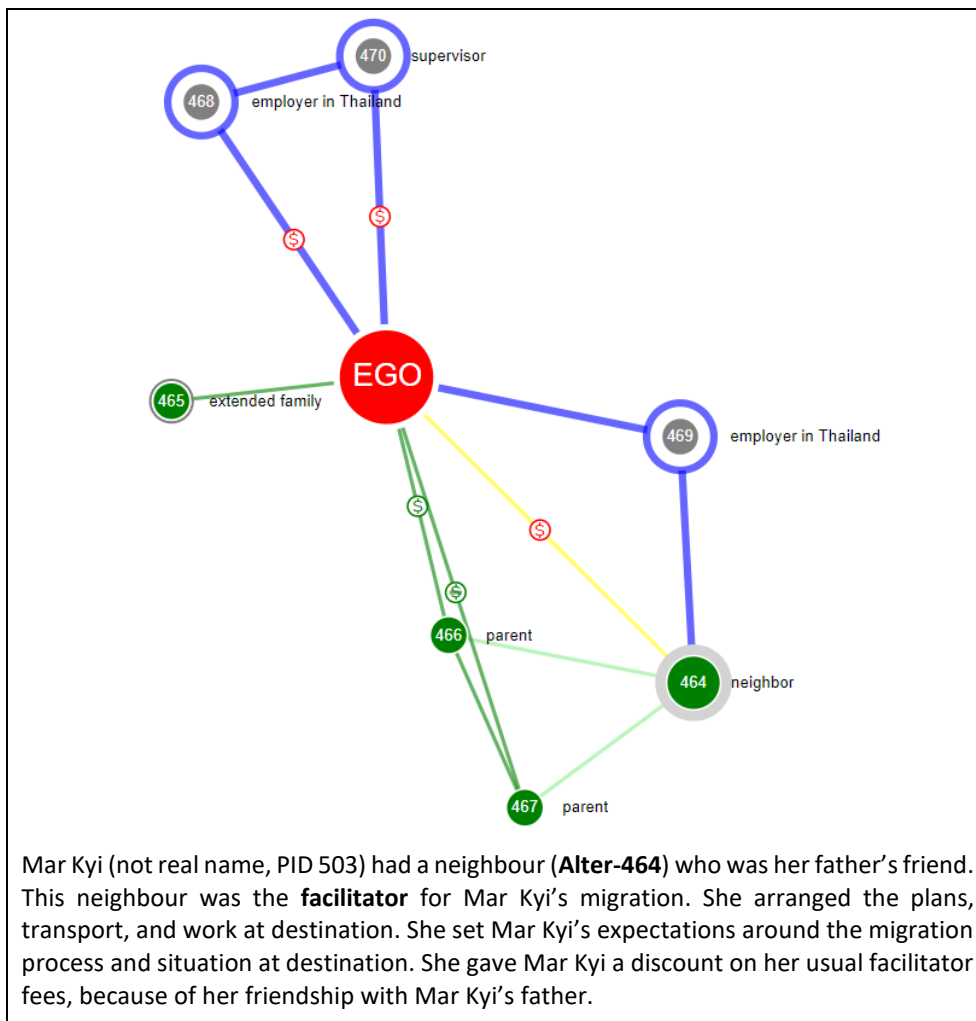 470 supervisor
468 employer in Thailand
$
$
EGO
465 extended family
469 employer in Thailand
$
$
$
466 parent
464 neighbor
467 parent
Mar Kyi (not real name, PID 503) had a neighbour (Alter-464) who was her father’s friend.
This neighbour was the facilitator for Mar Kyi’s migration. She arranged the plans,
transport, and work at destination. She set Mar Kyi’s expectations around the migration
process and situation at destination. She gave Mar Kyi a discount on her usual facilitator
fees, because of her friendship with Mar Kyi’s father.